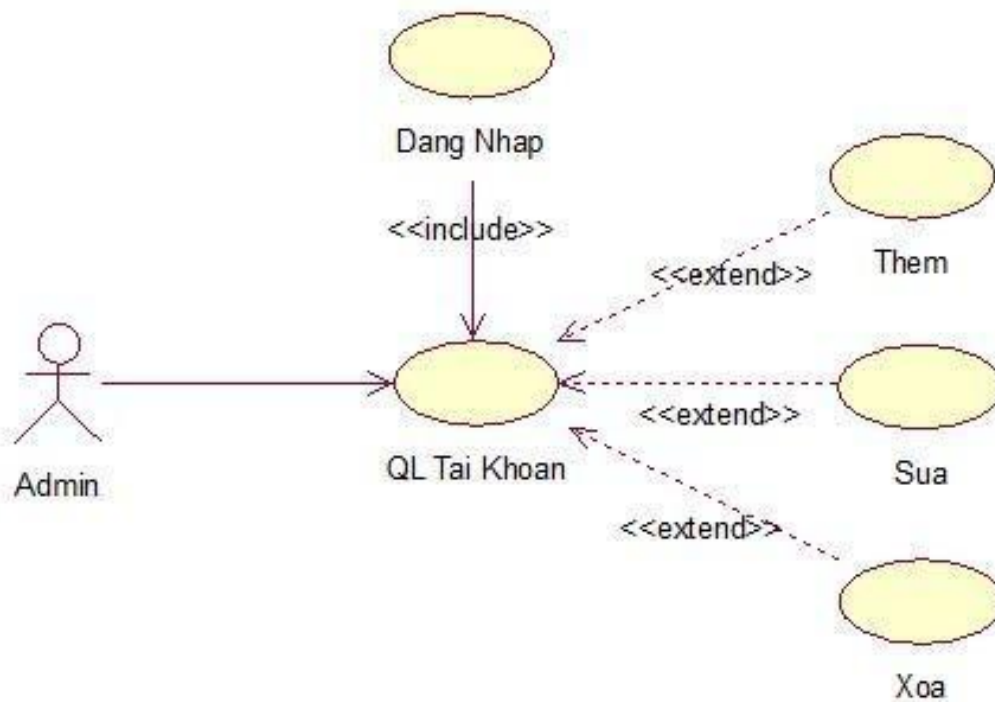 Dang Nhap
<<include>>
<<extend>>
Them
Admin
QL Tai Khoan
<<extend>>
Sua
<<extend>>
Xoa